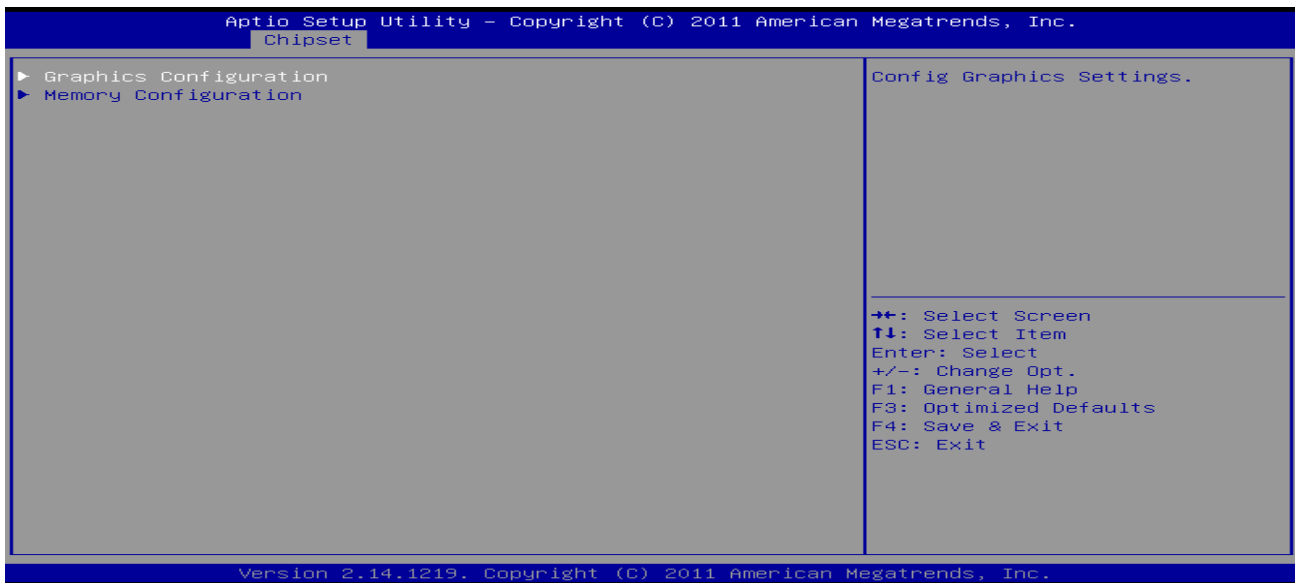 Aptio Setup Utility – Copyright (C) 2011 American Megatrends, Inc.
Chipset
▶ Graphics Configuration
▶ Memory Configuration
Config Graphics Settings.
→←: Select Screen
↑↓: Select Item
Enter: Select
+/-: Change Opt.
F1: General Help
F3: Optimized Defaults
F4: Save & Exit
ESC: Exit
Version 2.14.1219. Copyright (C) 2011 American Megatrends, Inc.